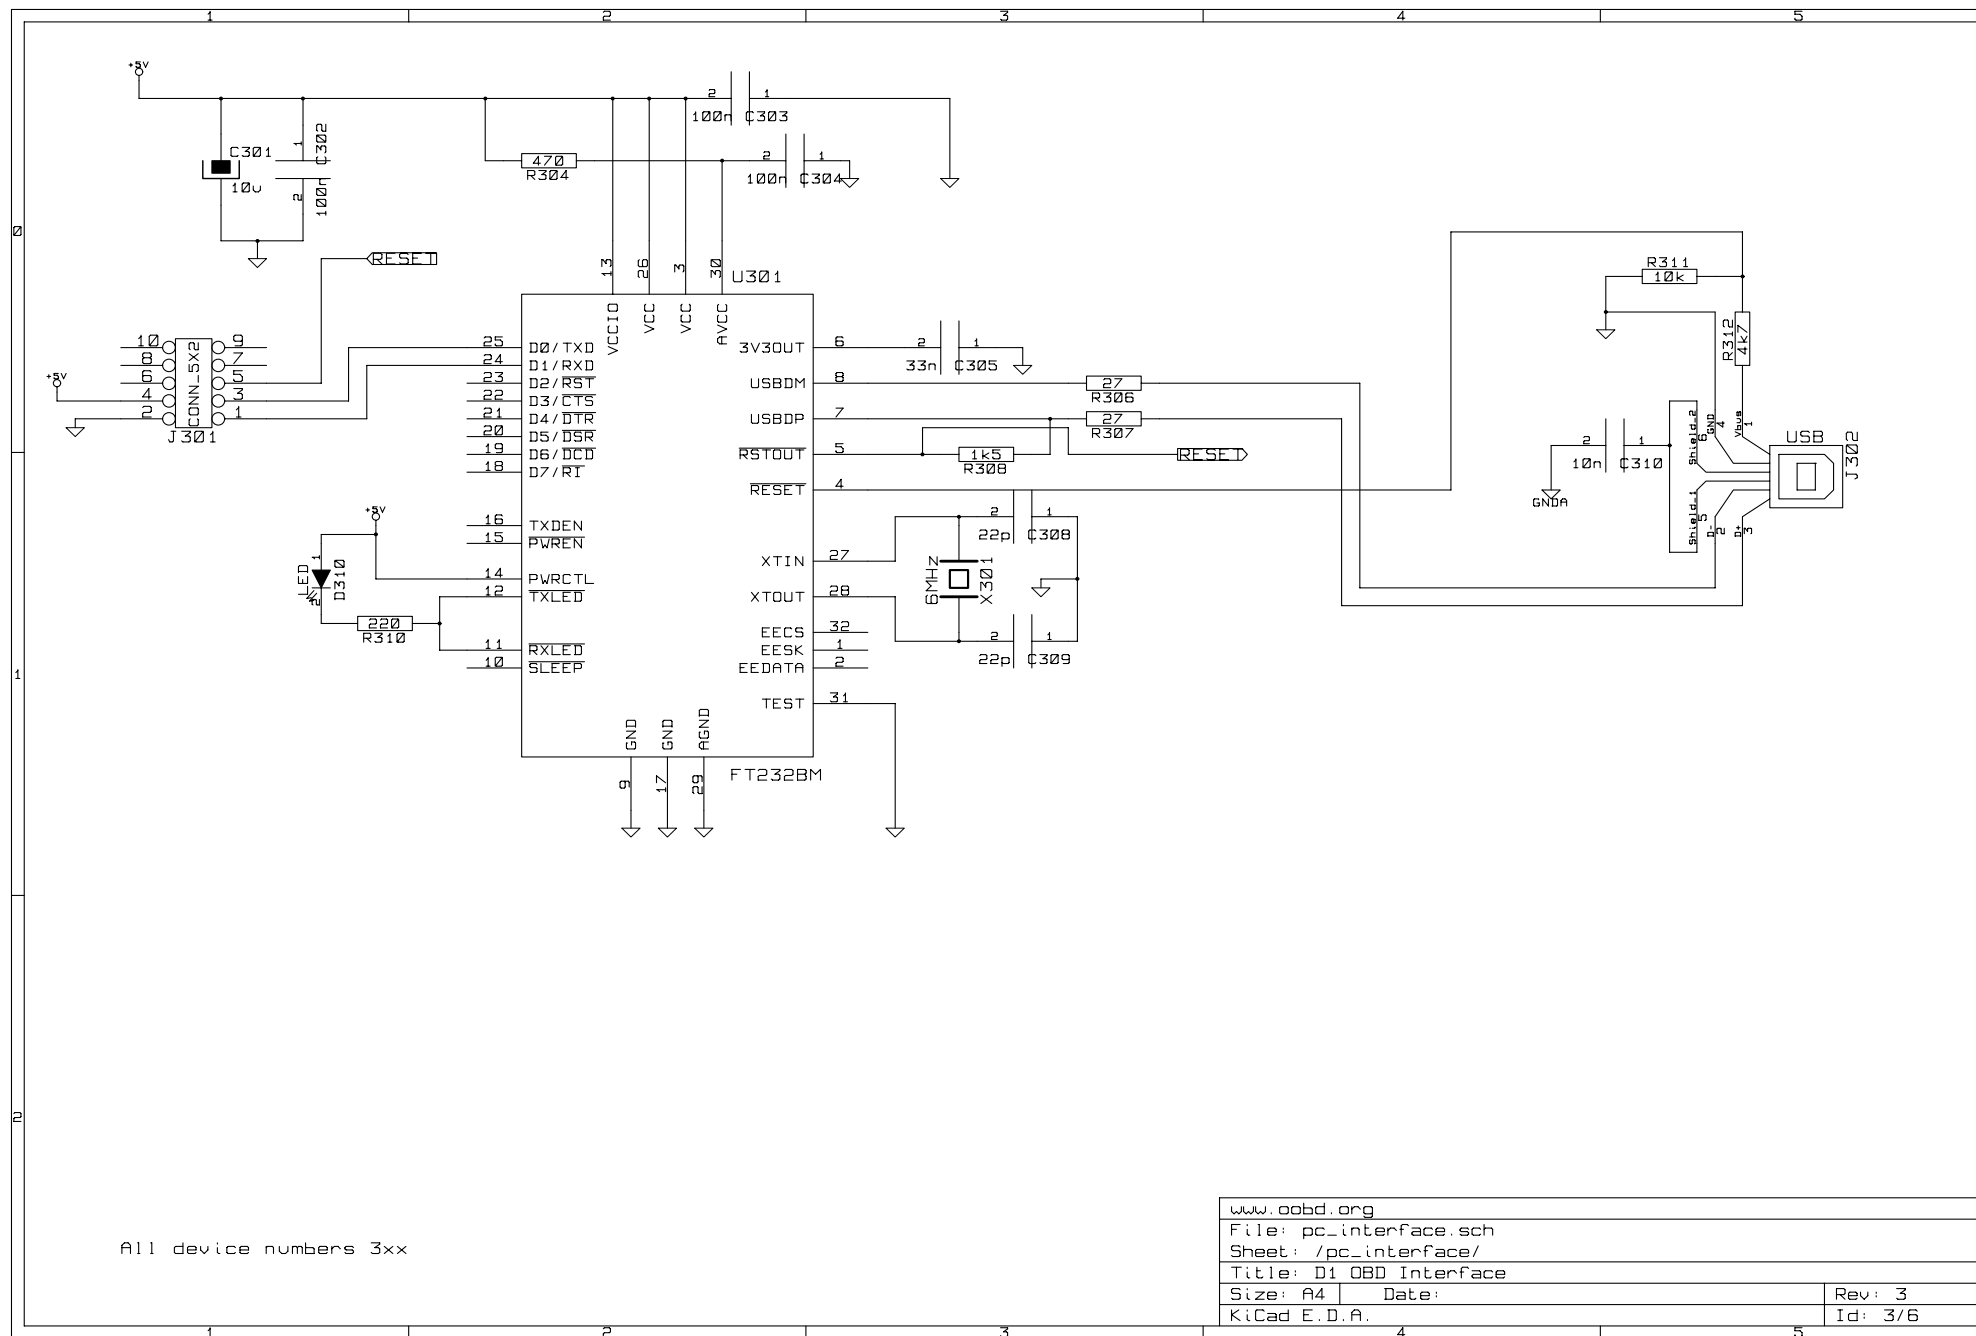 1 2 3 4 5
+5V
2 1
100n C303
C301
10u
1 2
100n C302
470
R304
2 1
100n C304
0
RESET
13 26 3 30
U301
VCCIO VCC VCC AVCC
R311
10k
R312
4k7
10 9
8 7
6 5
4 3
2 1
CONN_5X2
J301
+5V
25 D0/TXD
24 D1/RXD
23 D2/RST
22 D3/CTS
21 D4/DTR
20 D5/DSR
19 D6/DCD
18 D7/RI
16 TXDEN
15 PWREN
14 PWRCTL
12 TXLED
11 RXLED
10 SLEEP
3V3OUT 6
USBDM 8
USBDP 7
RSTOUT 5
RESET 4
XTIN 27
XTOUT 28
EECS 32
EESK 1
EEDATA 2
TEST 31
2 1
33n C305
27
R306
27
R307
1k5
R308
RESET
2 1
22p C308
6MHz
X301
2 1
22p C309
2 1
10n C310
GNDA
Shield_2 6
GND 4
Vbus 1
USB
J302
Shield_1 5
D- 2
D+ 3
+5V
LED
1 2
D310
220
R310
1
GND GND AGND
9 17 29
FT232BM
2
All device numbers 3xx
www.oobd.org
File: pc_interface.sch
Sheet: /pc_interface/
Title: D1 OBD Interface
Size: A4 Date: Rev: 3
KiCad E.D.A. Id: 3/6
1 2 3 4 5